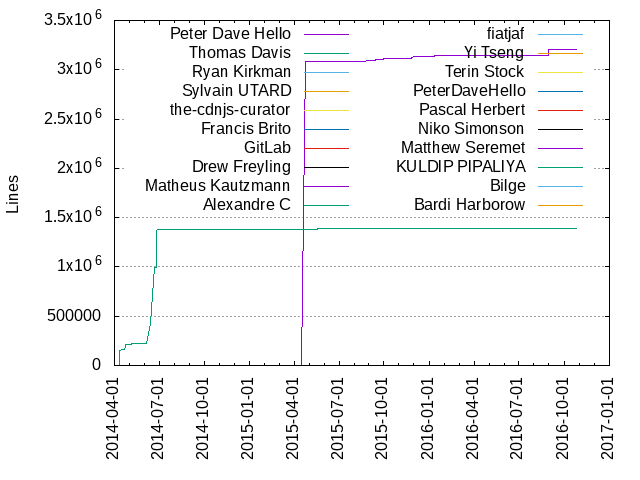 3.5x10^6
3x10^6
2.5x10^6
2x10^6
1.5x10^6
1x10^6
500000
0
Lines
Peter Dave Hello
Thomas Davis
Ryan Kirkman
Sylvain UTARD
the-cdnjs-curator
Francis Brito
GitLab
Drew Freyling
Matheus Kautzmann
Alexandre C
fiatjaf
Yi Tseng
Terin Stock
PeterDaveHello
Pascal Herbert
Niko Simonson
Matthew Seremet
KULDIP PIPALIYA
Bilge
Bardi Harborow
2014-04-01
2014-07-01
2014-10-01
2015-01-01
2015-04-01
2015-07-01
2015-10-01
2016-01-01
2016-04-01
2016-07-01
2016-10-01
2017-01-01